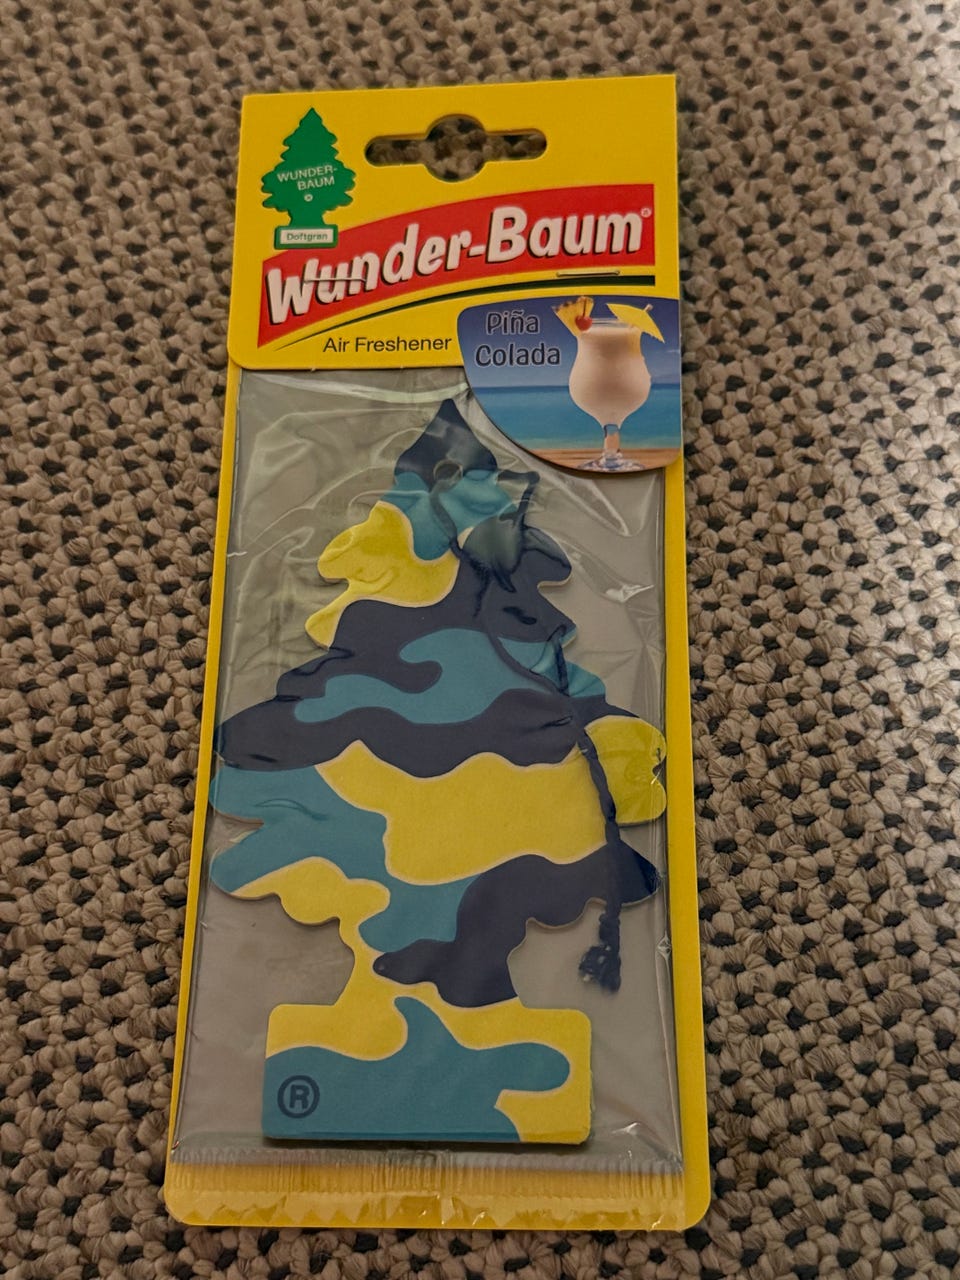 WUNDER-
BAUM
®
Doftgran
Wunder-Baum®
Air Freshener
Piña
Colada
®